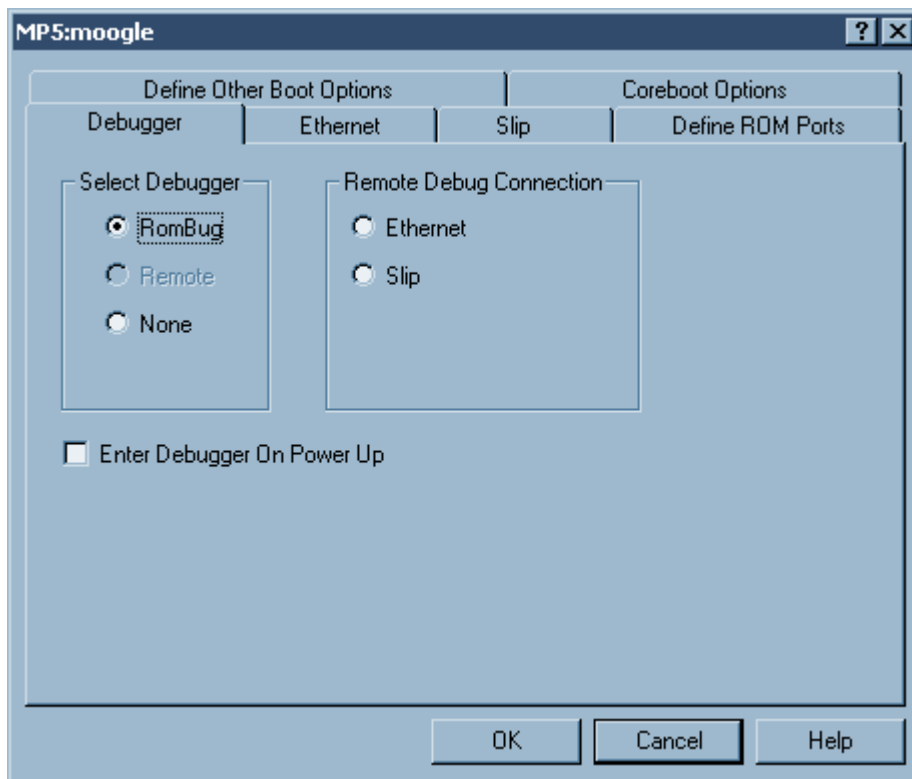 MP5:moogle
Define Other Boot Options
Coreboot Options
Debugger
Ethernet
Slip
Define ROM Ports
Select Debugger
RomBug
Remote
None
Remote Debug Connection
Ethernet
Slip
Enter Debugger On Power Up
OK
Cancel
Help